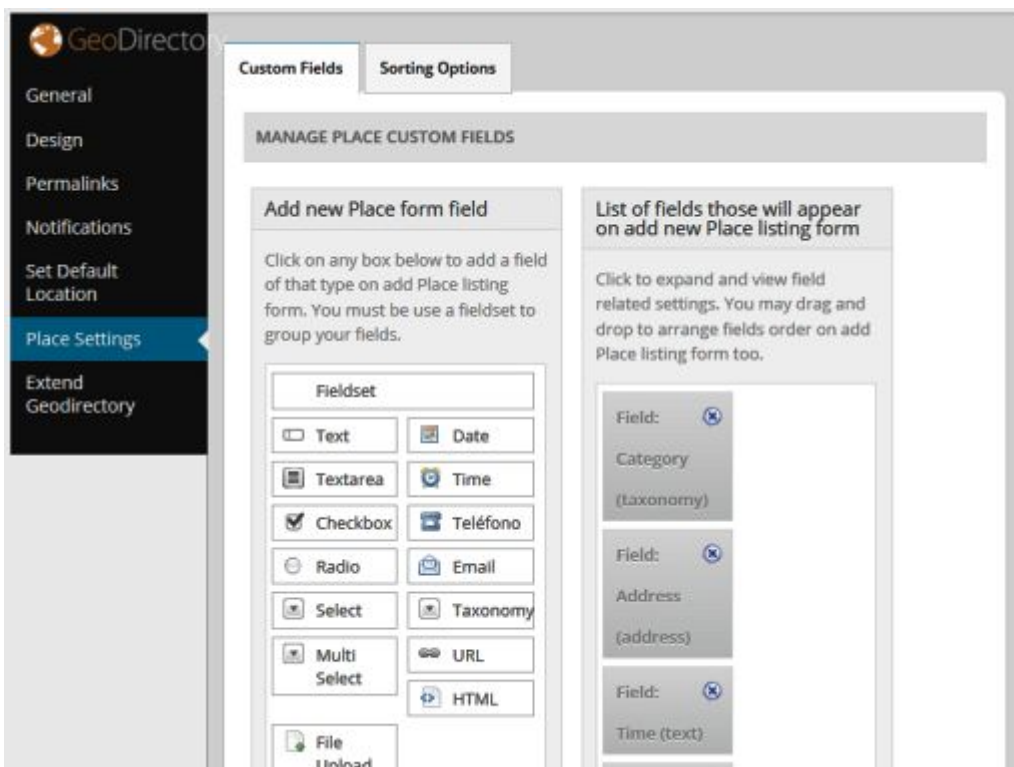 GeoDirectory
General
Design
Permalinks
Notifications
Set Default
Location
Place Settings
Extend
Geodirectory
Custom Fields
Sorting Options
MANAGE PLACE CUSTOM FIELDS
Add new Place form field
Click on any box below to add a field
of that type on add Place listing
form. You must be use a fieldset to
group your fields.
Fieldset
Text
Date
Textarea
Time
Checkbox
Teléfono
Radio
Email
Select
Taxonomy
Multi
Select
URL
HTML
File
Upload
List of fields those will appear
on add new Place listing form
Click to expand and view field
related settings. You may drag and
drop to arrange fields order on add
Place listing form too.
Field:
Category
(taxonomy)
Field:
Address
(address)
Field:
Time (text)